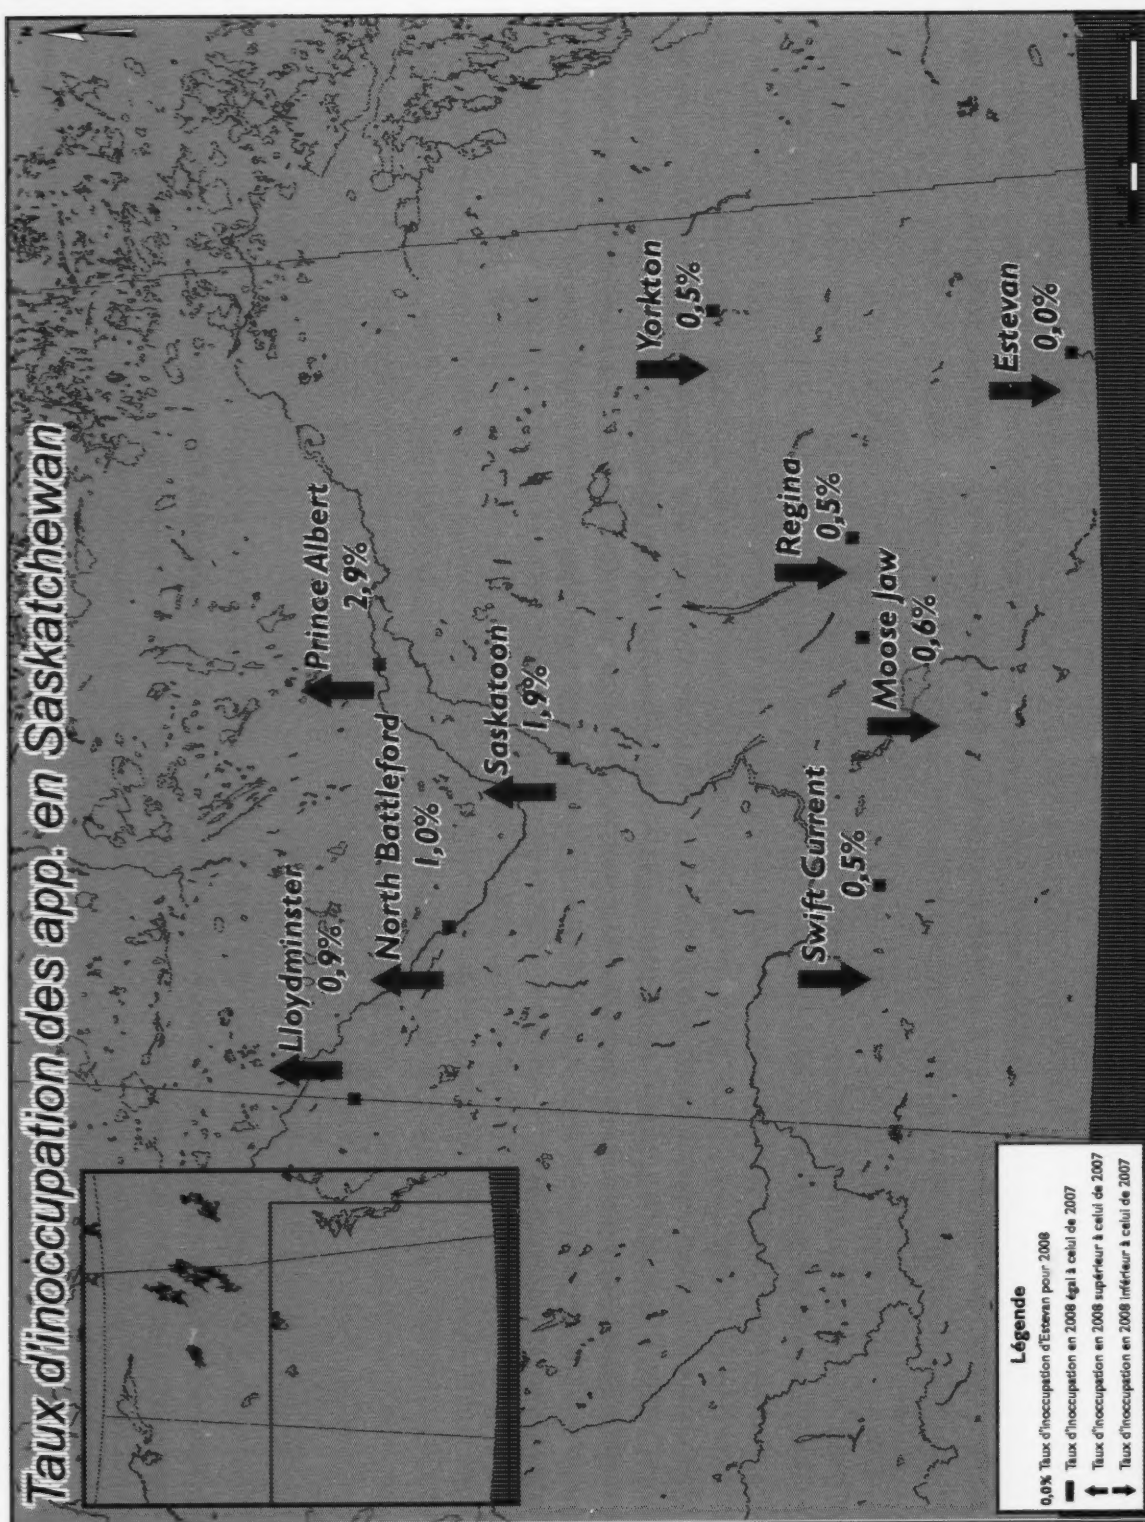 Taux d'inoccupation des app. en Saskatchewan
N
Lloydminster
0,9%
Prince Albert
2,9%
North Battleford
1,0%
Saskatoon
1,9%
Yorkton
0,5%
Regina
0,5%
Swift Current
0,5%
Moose Jaw
0,6%
Estevan
0,0%
Légende
0,0% Taux d'inoccupation d'Estevan pour 2008
Taux d'inoccupation en 2008 égal à celui de 2007
Taux d'inoccupation en 2008 supérieur à celui de 2007
Taux d'inoccupation en 2008 inférieur à celui de 2007